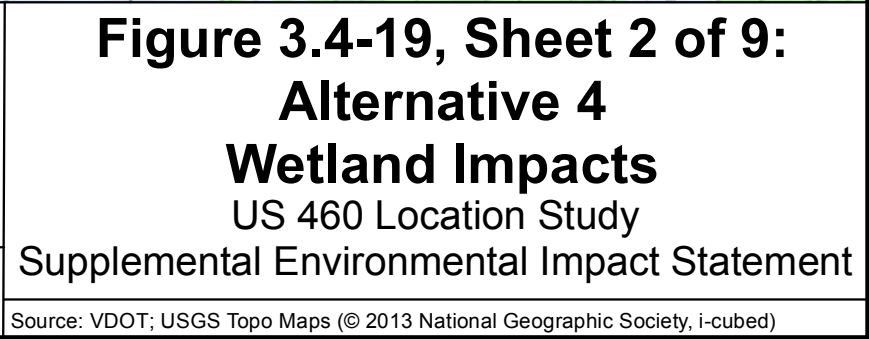 Figure 3.4-19, Sheet 2 of 9:
Alternative 4
Wetland Impacts
US 460 Location Study
Supplemental Environmental Impact Statement
Source: VDOT; USGS Topo Maps (© 2013 National Geographic Society, i-cubed)